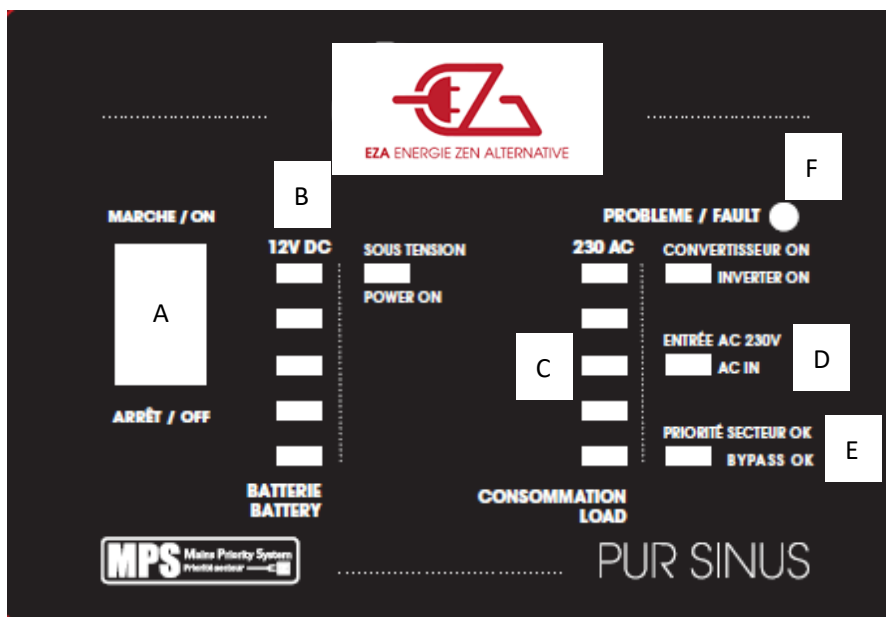 EZA ENERGIE ZEN ALTERNATIVE
F
B
MARCHE / ON
PROBLEME / FAULT
12V DC
SOUS TENSION
230 AC
CONVERTISSEUR ON
INVERTER ON
POWER ON
A
ENTRÉE AC 230V
C
AC IN
D
ARRÊT / OFF
PRIORITÉ SECTEUR OK
E
BYPASS OK
BATTERIE
BATTERY
CONSOMMATION
LOAD
MPS Mains Priority System
Priorité secteur
PUR SINUS